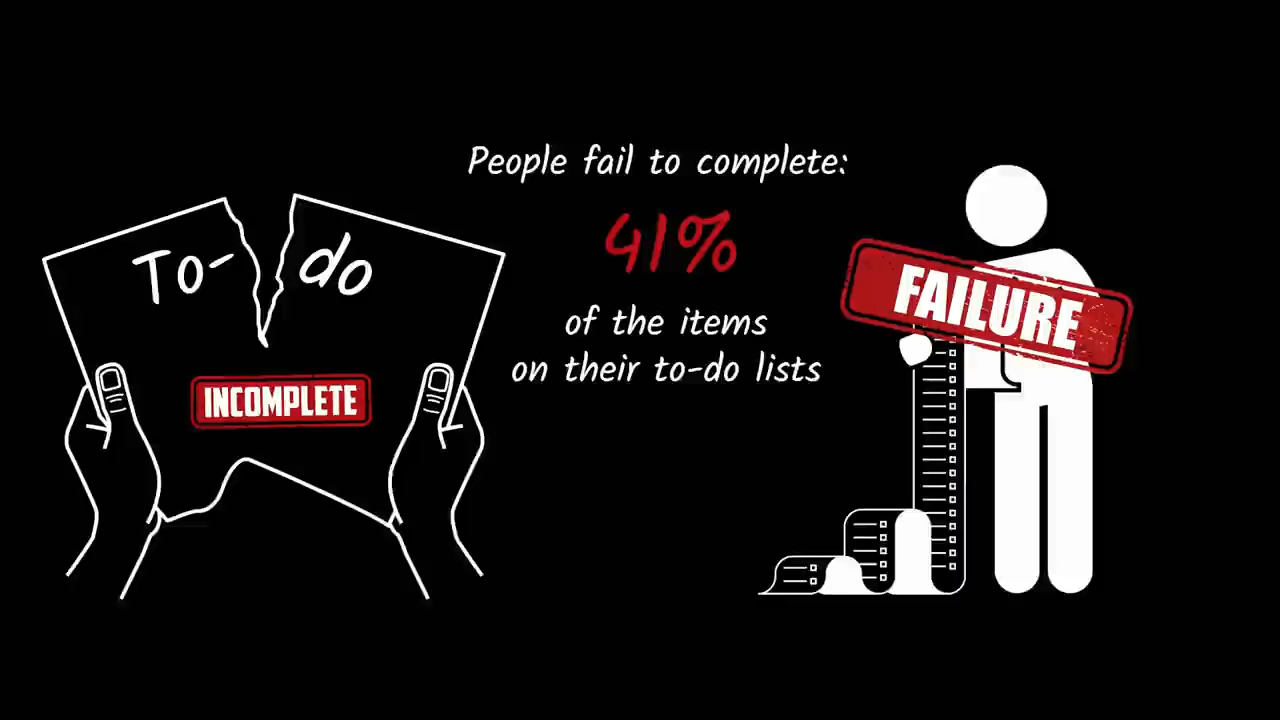 To-do
INCOMPLETE
People fail to complete:
41%
of the items
on their to-do lists
FAILURE